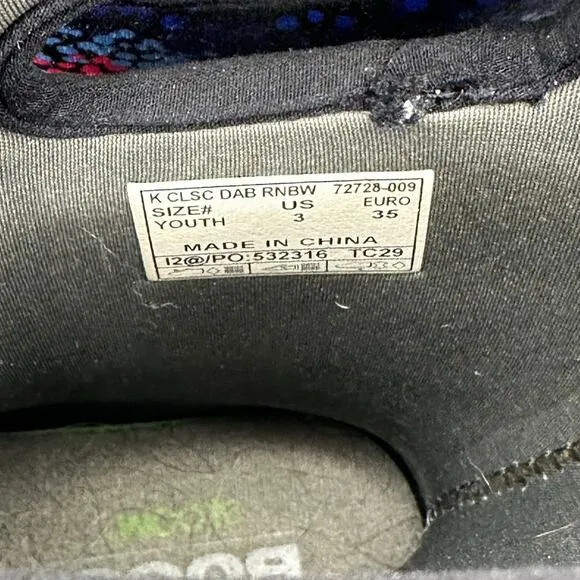 K CLSC DAB RNBW 72728-009
SIZE# US EURO
YOUTH 3 35
MADE IN CHINA
I2@/PO:532316 TC29